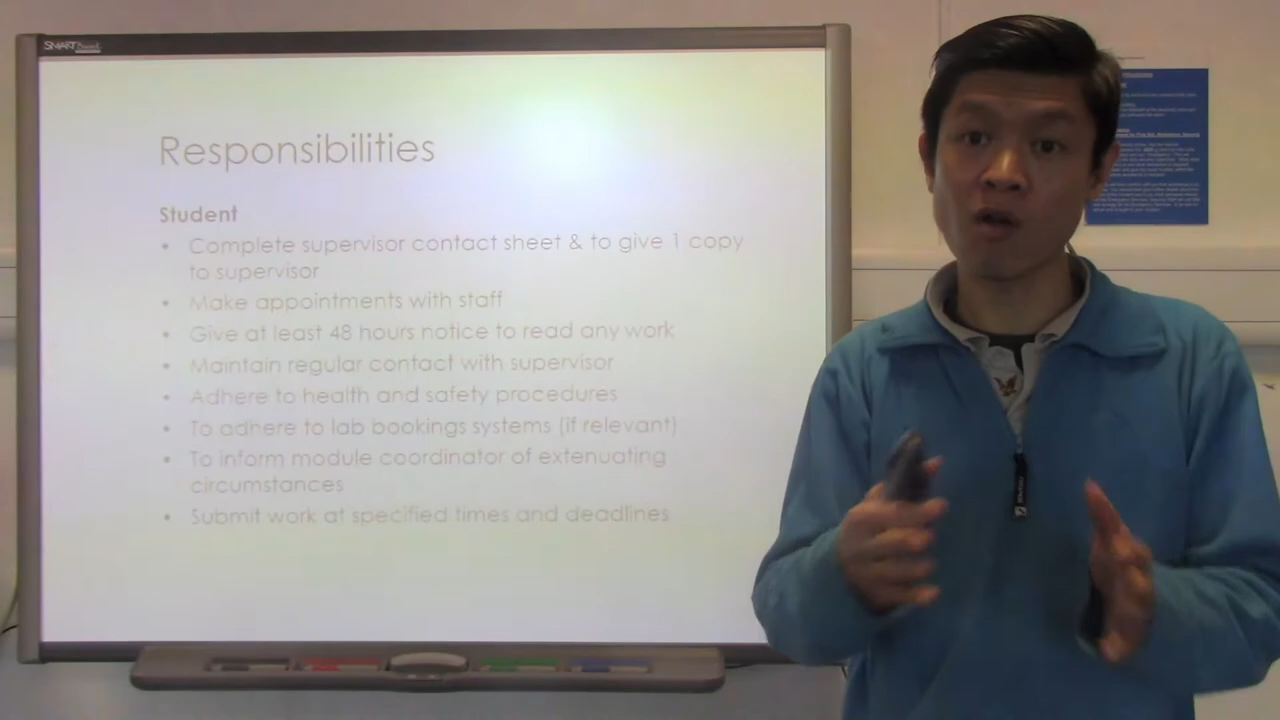 SMART Board
Responsibilities
Student
• Complete supervisor contact sheet & to give 1 copy
to supervisor
• Make appointments with staff
• Give at least 48 hours notice to read any work
• Maintain regular contact with supervisor
• Adhere to health and safety procedures
• To adhere to lab bookings systems (if relevant)
• To inform module coordinator of extenuating
circumstances
• Submit work at specified times and deadlines